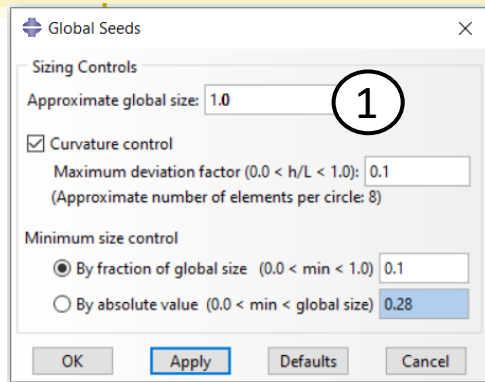 Global Seeds
Sizing Controls
Approximate global size: 1.0
1
Curvature control
Maximum deviation factor (0.0 < h/L < 1.0): 0.1
(Approximate number of elements per circle: 8)
Minimum size control
By fraction of global size (0.0 < min < 1.0) 0.1
By absolute value (0.0 < min < global size) 0.28
OK Apply Defaults Cancel